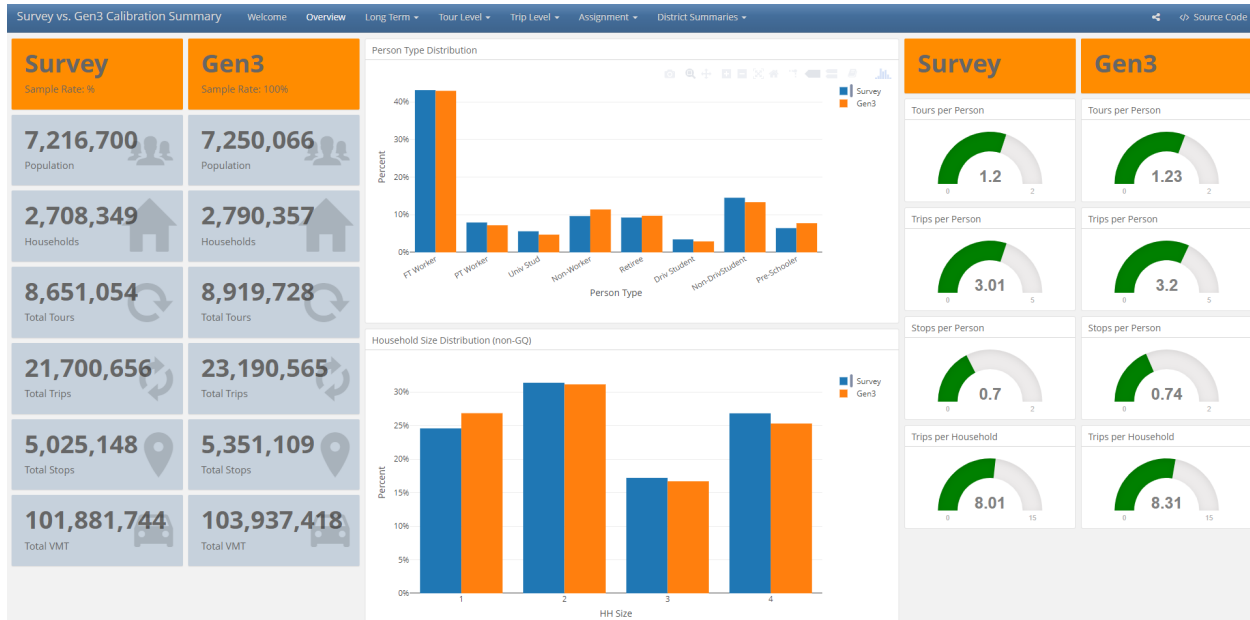 Survey vs. Gen3 Calibration Summary Welcome Overview Long Term Tour Level Trip Level Assignment District Summaries </> Source Code
Survey
Sample Rate: %
Gen3
Sample Rate: 100%
7,216,700
Population
7,250,066
Population
2,708,349
Households
2,790,357
Households
8,651,054
Total Tours
8,919,728
Total Tours
21,700,656
Total Trips
23,190,565
Total Trips
5,025,148
Total Stops
5,351,109
Total Stops
101,881,744
Total VMT
103,937,418
Total VMT
Person Type Distribution
Survey
Gen3
40%
30%
20%
10%
0%
Percent
FT Worker
PT Worker
Univ Stud
Non-Worker
Retiree
Driv Student
Non-DrivStudent
Pre-Schooler
Person Type
Household Size Distribution (non-GQ)
Survey
Gen3
30%
25%
20%
15%
10%
5%
0%
Percent
1 2 3 4
HH Size
Survey
Gen3
Tours per Person
1.2
0 2
Tours per Person
1.23
0 2
Trips per Person
3.01
0 5
Trips per Person
3.2
0 5
Stops per Person
0.7
0 2
Stops per Person
0.74
0 2
Trips per Household
8.01
0 15
Trips per Household
8.31
0 15